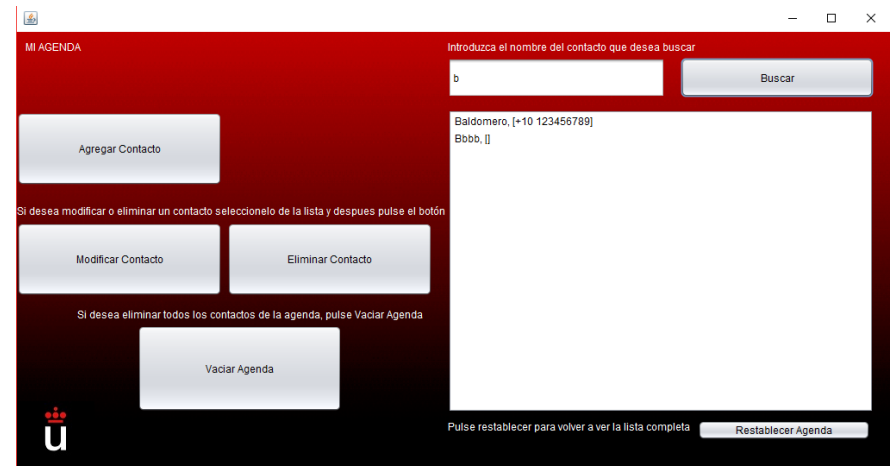 MI AGENDA
Introduzca el nombre del contacto que desea buscar
b
Buscar
Baldomero, [+10 123456789]
Bbbb, []
Agregar Contacto
Si desea modificar o eliminar un contacto seleccionelo de la lista y despues pulse el botón
Modificar Contacto
Eliminar Contacto
Si desea eliminar todos los contactos de la agenda, pulse Vaciar Agenda
Vaciar Agenda
ü
Pulse restablecer para volver a ver la lista completa
Restablecer Agenda